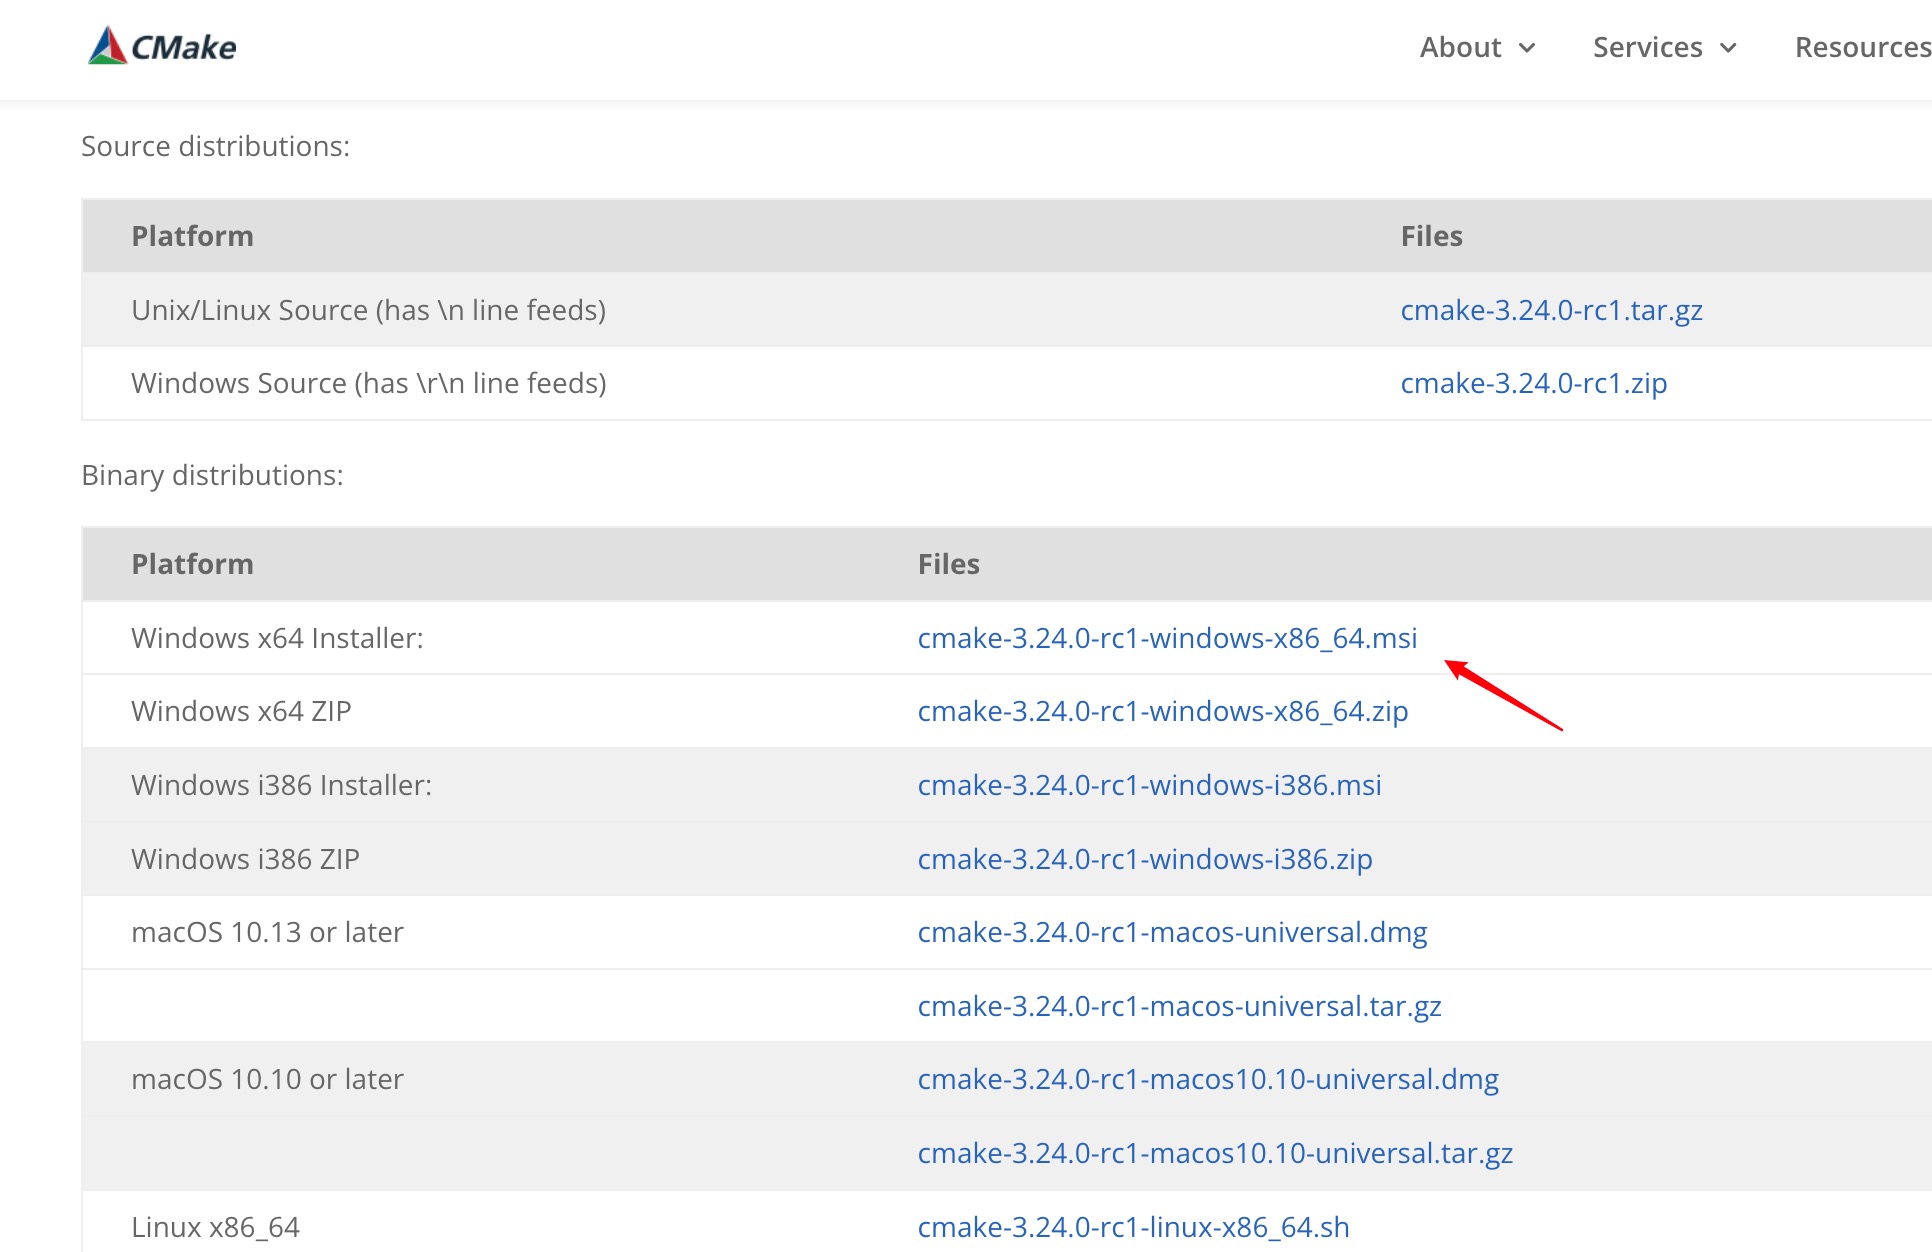 CMake
About Services Resources
Source distributions:
Platform Files
Unix/Linux Source (has \n line feeds) cmake-3.24.0-rc1.tar.gz
Windows Source (has \r\n line feeds) cmake-3.24.0-rc1.zip
Binary distributions:
Platform Files
Windows x64 Installer: cmake-3.24.0-rc1-windows-x86_64.msi
Windows x64 ZIP cmake-3.24.0-rc1-windows-x86_64.zip
Windows i386 Installer: cmake-3.24.0-rc1-windows-i386.msi
Windows i386 ZIP cmake-3.24.0-rc1-windows-i386.zip
macOS 10.13 or later cmake-3.24.0-rc1-macos-universal.dmg
cmake-3.24.0-rc1-macos-universal.tar.gz
macOS 10.10 or later cmake-3.24.0-rc1-macos10.10-universal.dmg
cmake-3.24.0-rc1-macos10.10-universal.tar.gz
Linux x86_64 cmake-3.24.0-rc1-linux-x86_64.sh